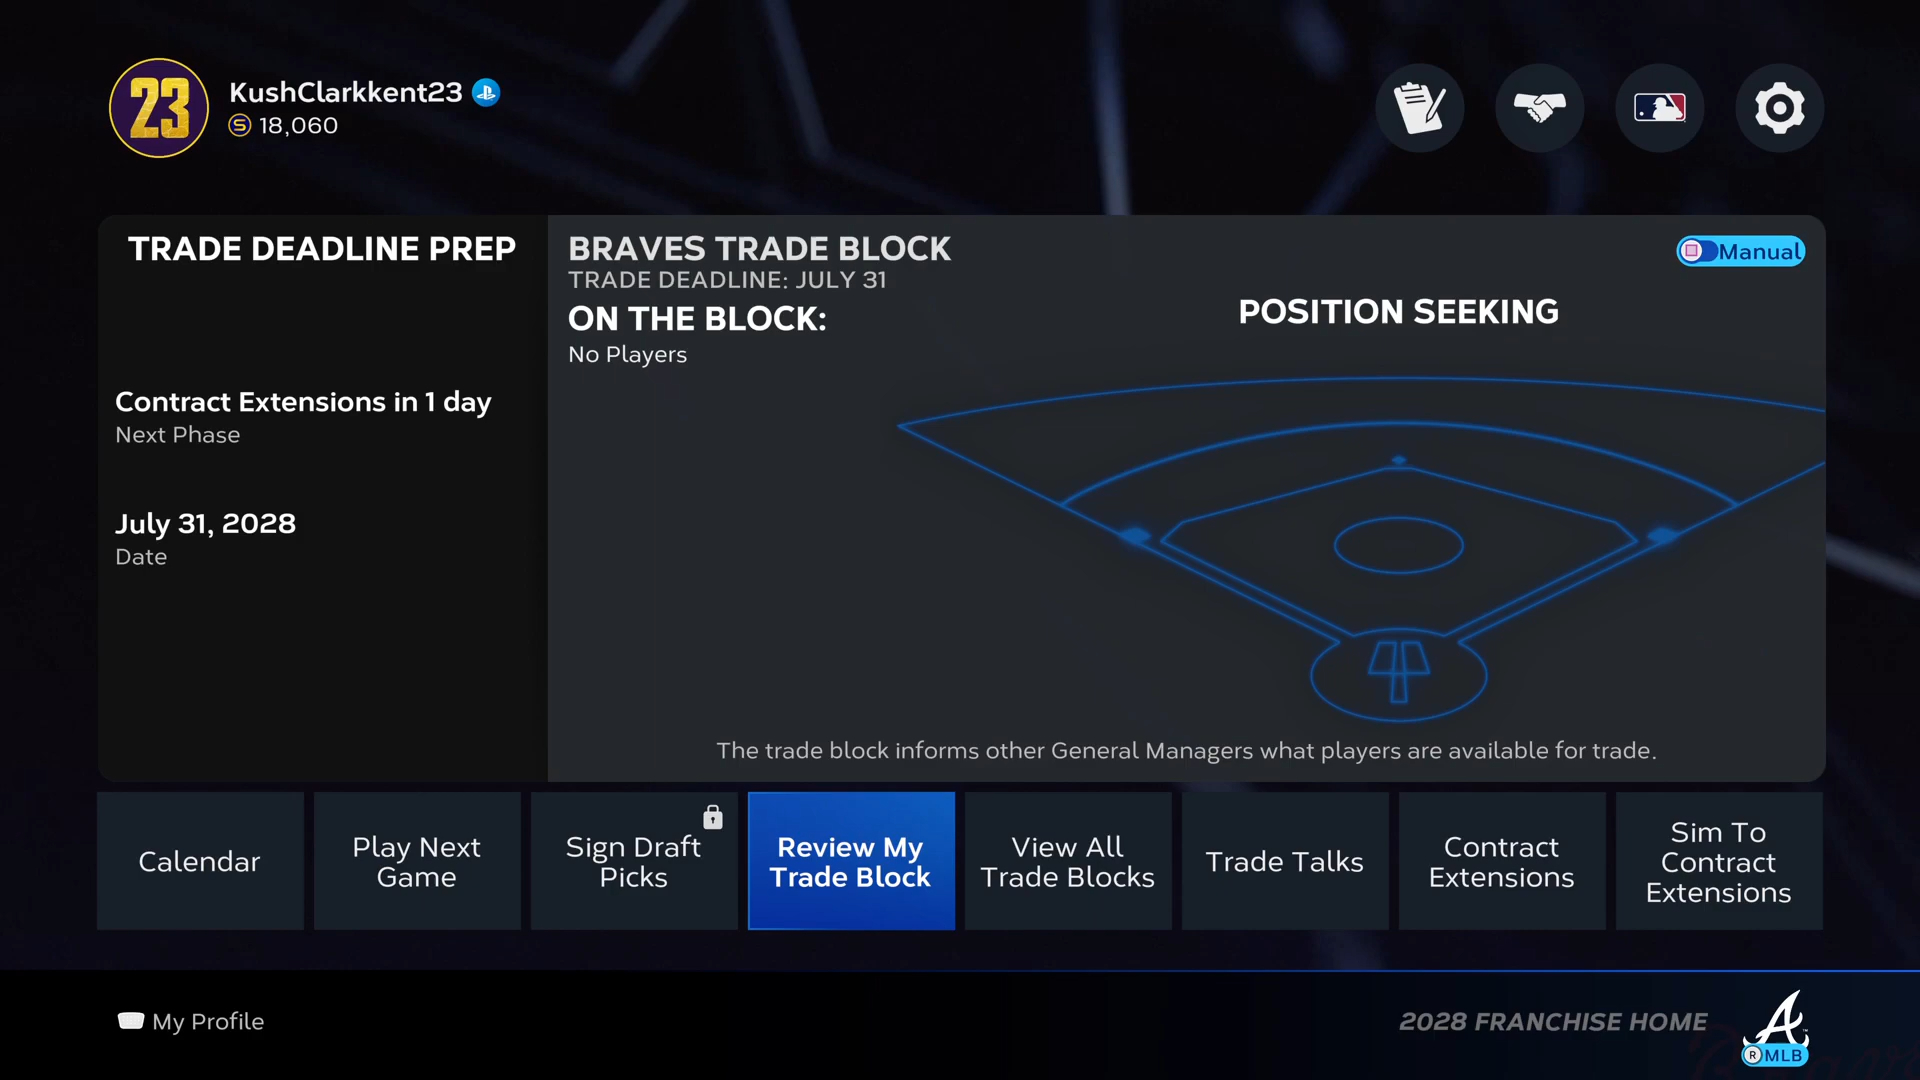 23
KushClarkkent23
S 18,060
TRADE DEADLINE PREP
Contract Extensions in 1 day
Next Phase
July 31, 2028
Date
BRAVES TRADE BLOCK
TRADE DEADLINE: JULY 31
ON THE BLOCK:
No Players
Manual
POSITION SEEKING
The trade block informs other General Managers what players are available for trade.
Calendar
Play Next
Game
Sign Draft
Picks
Review My
Trade Block
View All
Trade Blocks
Trade Talks
Contract
Extensions
Sim To
Contract
Extensions
My Profile
2028 FRANCHISE HOME
A
R MLB